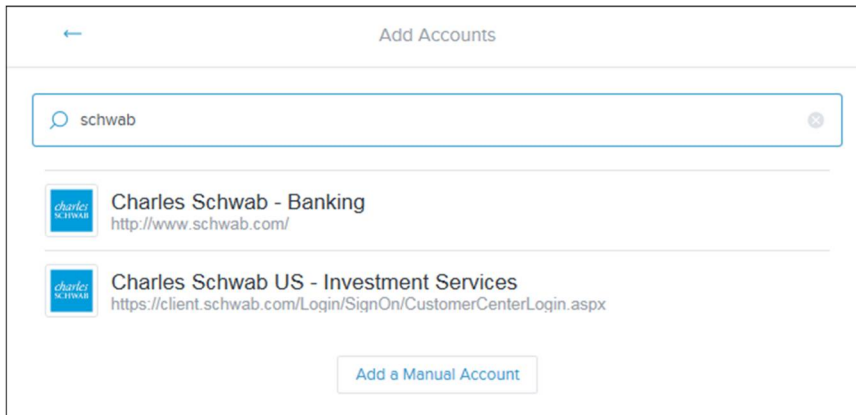 Add Accounts
schwab
charles
SCHWAB
Charles Schwab - Banking
http://www.schwab.com/
charles
SCHWAB
Charles Schwab US - Investment Services
https://client.schwab.com/Login/SignOn/CustomerCenterLogin.aspx
Add a Manual Account